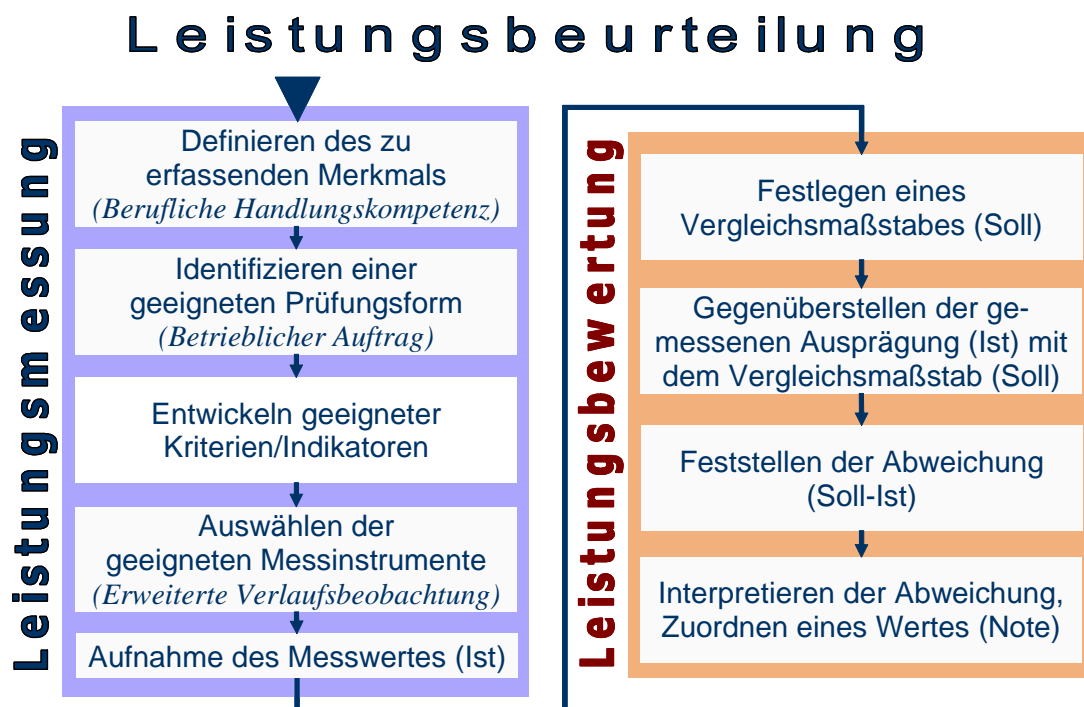 Leistungsbeurteilung
Leistungsmessung
Definieren des zu
erfassenden Merkmals
(Berufliche Handlungskompetenz)
Identifizieren einer
geeigneten Prüfungsform
(Betrieblicher Auftrag)
Entwickeln geeigneter
Kriterien/Indikatoren
Auswählen der
geeigneten Messinstrumente
(Erweiterte Verlaufsbeobachtung)
Aufnahme des Messwertes (Ist)
Leistungsbewertung
Festlegen eines
Vergleichsmaßstabes (Soll)
Gegenüberstellen der ge-
messenen Ausprägung (Ist) mit
dem Vergleichsmaßstab (Soll)
Feststellen der Abweichung
(Soll-Ist)
Interpretieren der Abweichung,
Zuordnen eines Wertes (Note)